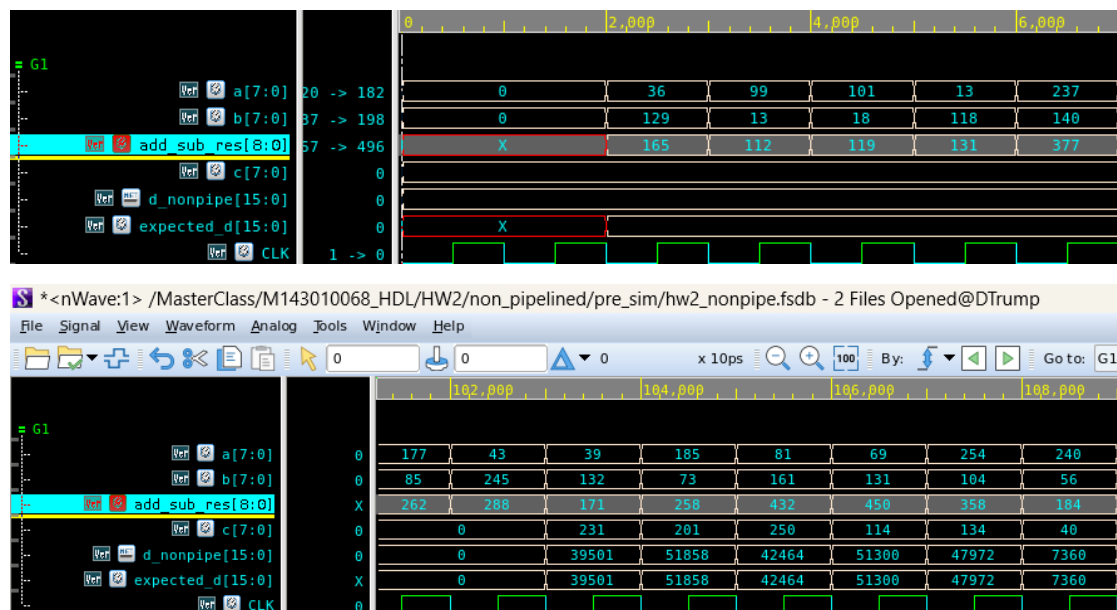 0 2,000 4,000 6,000
G1
a[7:0] 20 -> 182 0 36 99 101 13 237
b[7:0] 37 -> 198 0 129 13 18 118 140
add_sub_res[8:0] 57 -> 496 X 165 112 119 131 377
c[7:0] 0
d_nonpipe[15:0] 0
expected_d[15:0] 0 X
CLK 1 -> 0
*<nWave:1> /MasterClass/M143010068_HDL/HW2/non_pipelined/pre_sim/hw2_nonpipe.fsdb - 2 Files Opened@DTrump
File Signal View Waveform Analog Tools Window Help
0 0 0 x 10ps 100 By: Go to: G1
102,000 104,000 106,000 108,000
G1
a[7:0] 0 177 43 39 185 81 69 254 240
b[7:0] 0 85 245 132 73 161 131 104 56
add_sub_res[8:0] X 262 288 171 258 432 450 358 184
c[7:0] 0 0 231 201 250 114 134 40
d_nonpipe[15:0] 0 0 39501 51858 42464 51300 47972 7360
expected_d[15:0] X 0 39501 51858 42464 51300 47972 7360
CLK 0